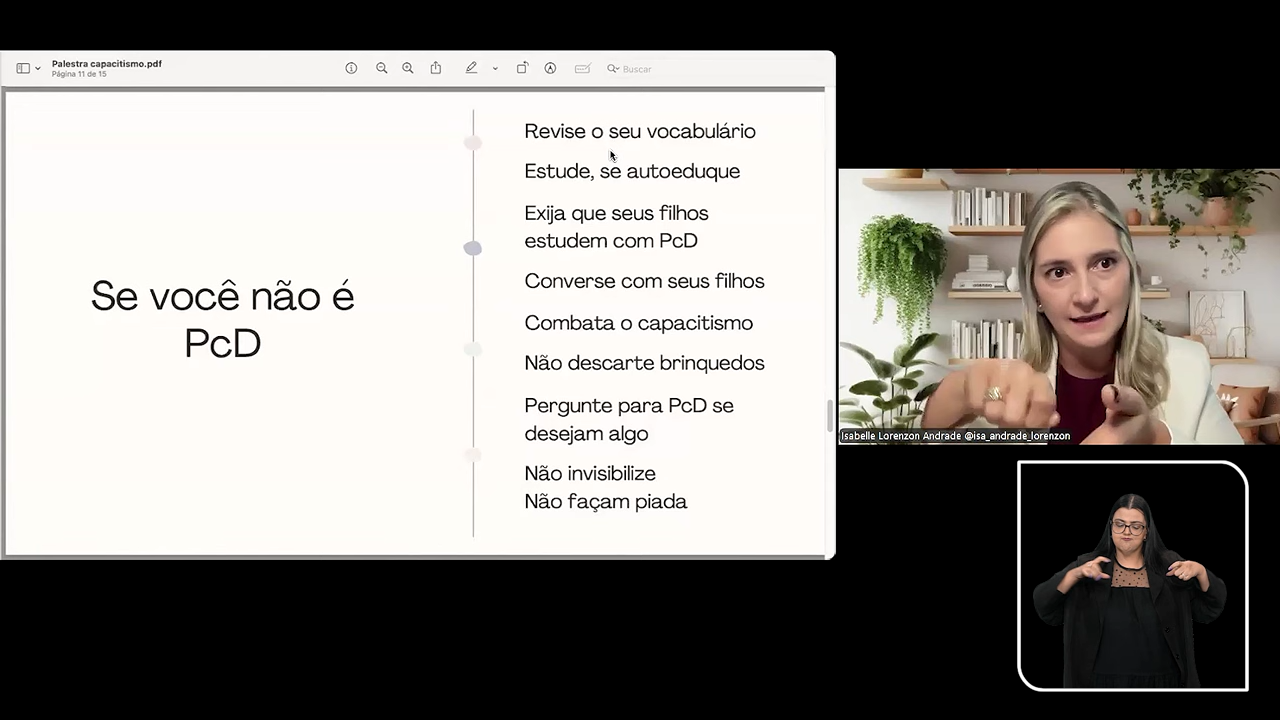 Palestra capacitismo.pdf
Página 11 de 15
Buscar
Se você não é
PcD
Revise o seu vocabulário
Estude, se autoeduque
Exija que seus filhos
estudem com PcD
Converse com seus filhos
Combata o capacitismo
Não descarte brinquedos
Pergunte para PcD se
desejam algo
Não invisibilize
Não façam piada
Isabelle Lorenzon Andrade @isa_andrade_lorenzon